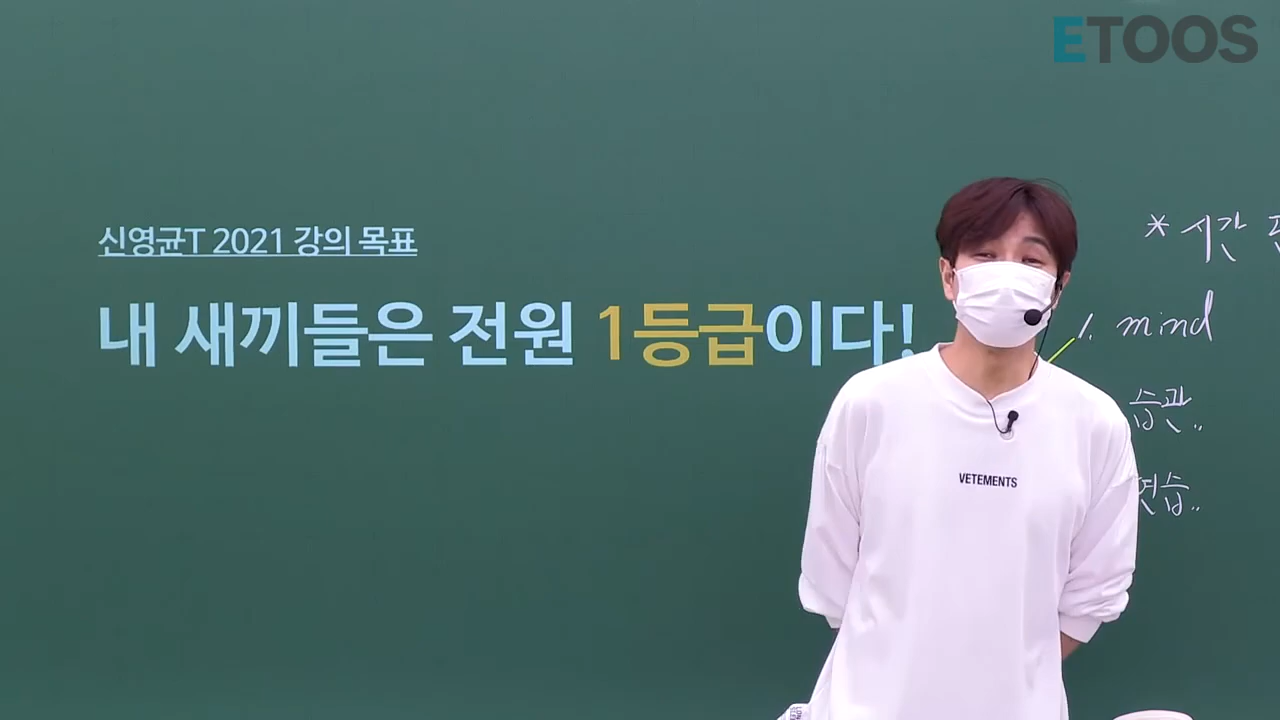 ETOOS
신영균T 2021 강의 목표
내 새끼들은 전원 1등급이다!
* 시간
1. mind
습관..
연습..
VETEMENTS